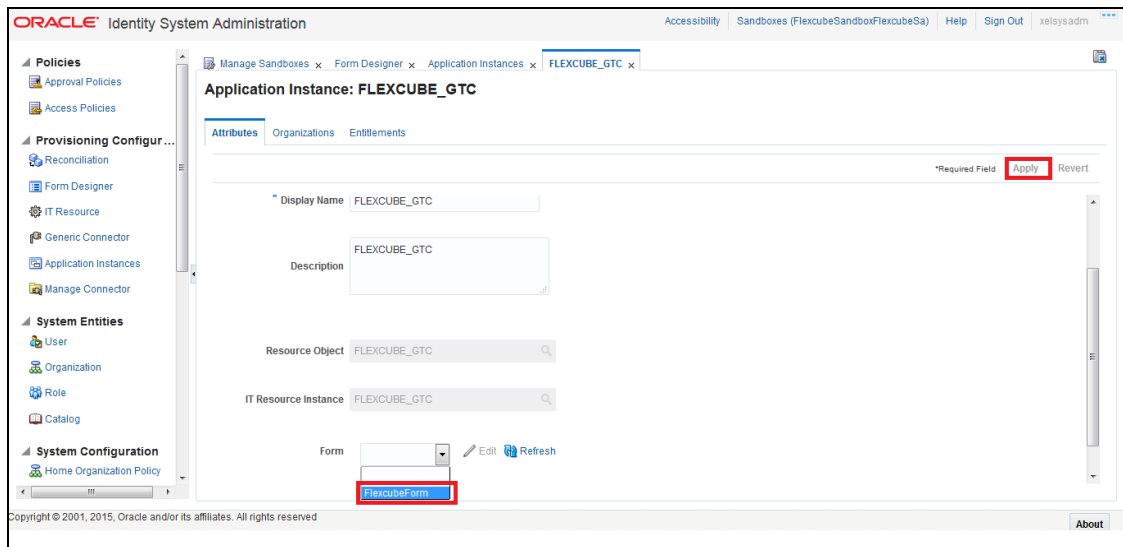 ORACLE® Identity System Administration
Accessibility Sandboxes (FlexcubeSandboxFlexcubeSa) Help Sign Out xelsysadm
Policies
Approval Policies
Access Policies
Provisioning Configur...
Reconciliation
Form Designer
IT Resource
Generic Connector
Application Instances
Manage Connector
System Entities
User
Organization
Role
Catalog
System Configuration
Home Organization Policy
Manage Sandboxes x Form Designer x Application Instances x FLEXCUBE_GTC x
Application Instance: FLEXCUBE_GTC
Attributes Organizations Entitlements
*Required Field Apply Revert
* Display Name FLEXCUBE_GTC
Description FLEXCUBE_GTC
Resource Object FLEXCUBE_GTC
IT Resource Instance FLEXCUBE_GTC
Form Edit Refresh
FlexcubeForm
Copyright © 2001, 2015, Oracle and/or its affiliates. All rights reserved
About